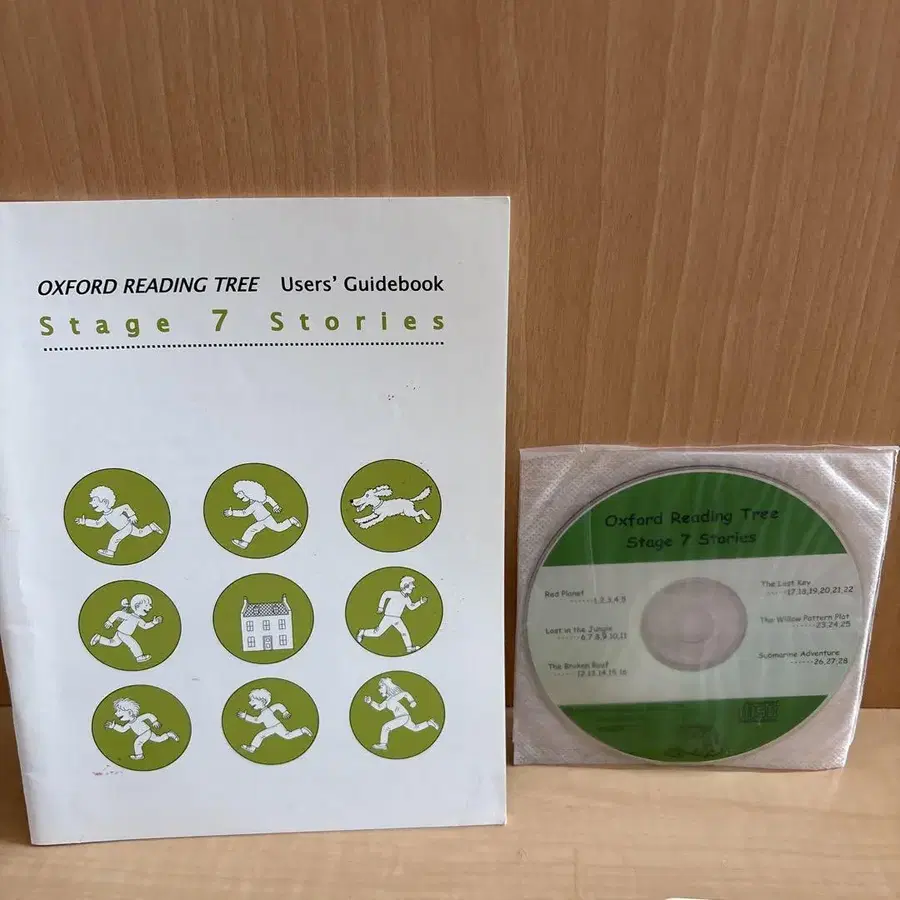 OXFORD READING TREE Users' Guidebook
Stage 7 Stories
Oxford Reading Tree
Stage 7 Stories
Red Planet
······1,2,3,4,5
Lost in the Jungle
······6,7,8,9,10,11
The Broken Roof
······12,13,14,15,16
The Lost Key
······17,18,19,20,21,22
The Willow Pattern Plot
······23,24,25
Submarine Adventure
······26,27,28